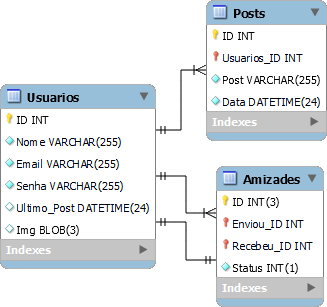 Posts
ID INT
Usuarios_ID INT
Post VARCHAR(255)
Data DATETIME(24)
Indexes
Usuarios
ID INT
Nome VARCHAR(255)
Email VARCHAR(255)
Senha VARCHAR(255)
Ultimo_Post DATETIME(24)
Img BLOB(3)
Indexes
Amizades
ID INT(3)
Enviou_ID INT
Recebeu_ID INT
Status INT(1)
Indexes